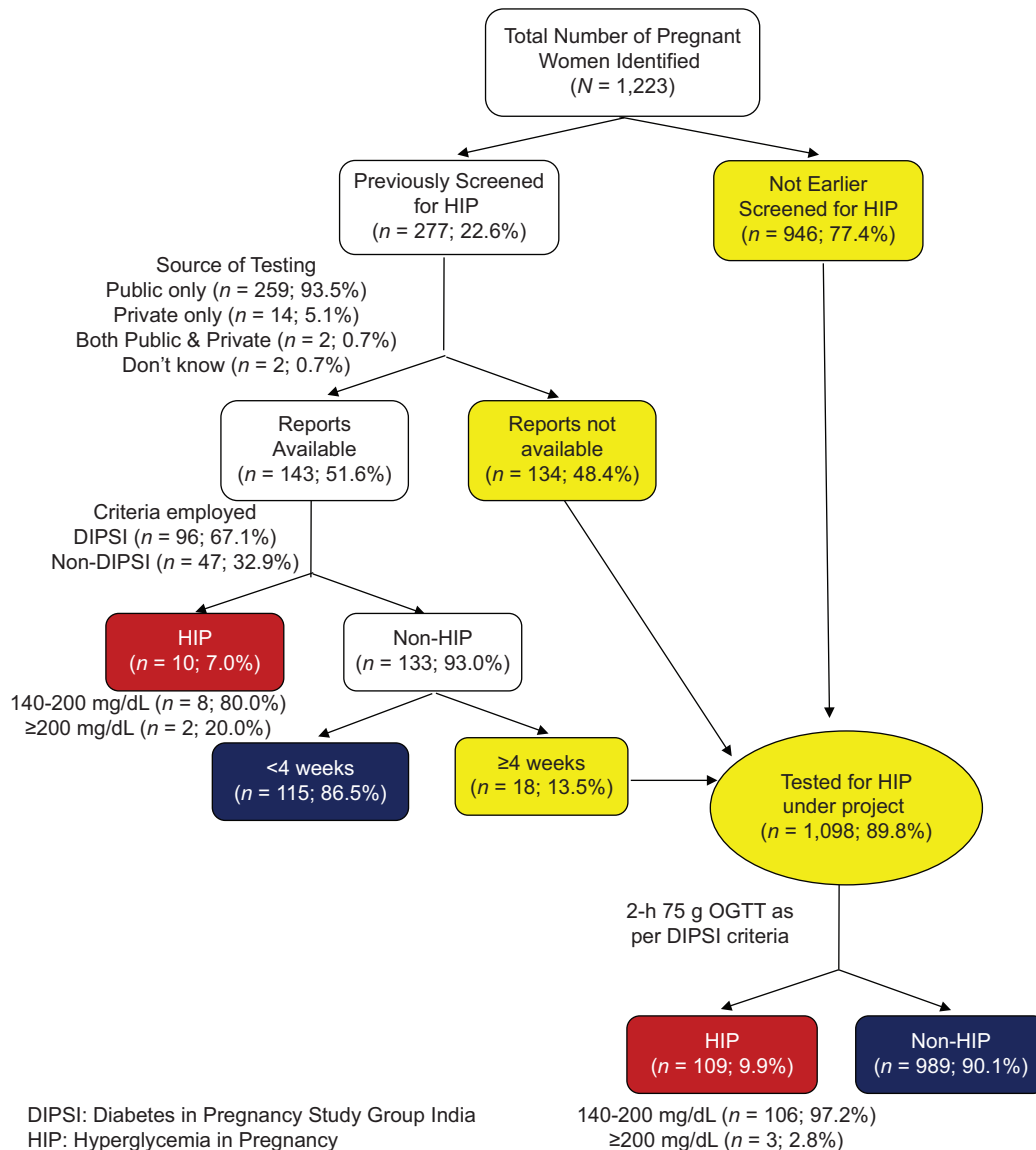 Total Number of Pregnant
Women Identified
(N = 1,223)
Previously Screened
for HIP
(n = 277; 22.6%)
Not Earlier
Screened for HIP
(n = 946; 77.4%)
Source of Testing
Public only (n = 259; 93.5%)
Private only (n = 14; 5.1%)
Both Public & Private (n = 2; 0.7%)
Don’t know (n = 2; 0.7%)
Reports
Available
(n = 143; 51.6%)
Reports not
available
(n = 134; 48.4%)
Criteria employed
DIPSI (n = 96; 67.1%)
Non-DIPSI (n = 47; 32.9%)
HIP
(n = 10; 7.0%)
Non-HIP
(n = 133; 93.0%)
140-200 mg/dL (n = 8; 80.0%)
≥200 mg/dL (n = 2; 20.0%)
<4 weeks
(n = 115; 86.5%)
≥4 weeks
(n = 18; 13.5%)
Tested for HIP
under project
(n = 1,098; 89.8%)
2-h 75 g OGTT as
per DIPSI criteria
HIP
(n = 109; 9.9%)
Non-HIP
(n = 989; 90.1%)
140-200 mg/dL (n = 106; 97.2%)
≥200 mg/dL (n = 3; 2.8%)
DIPSI: Diabetes in Pregnancy Study Group India
HIP: Hyperglycemia in Pregnancy